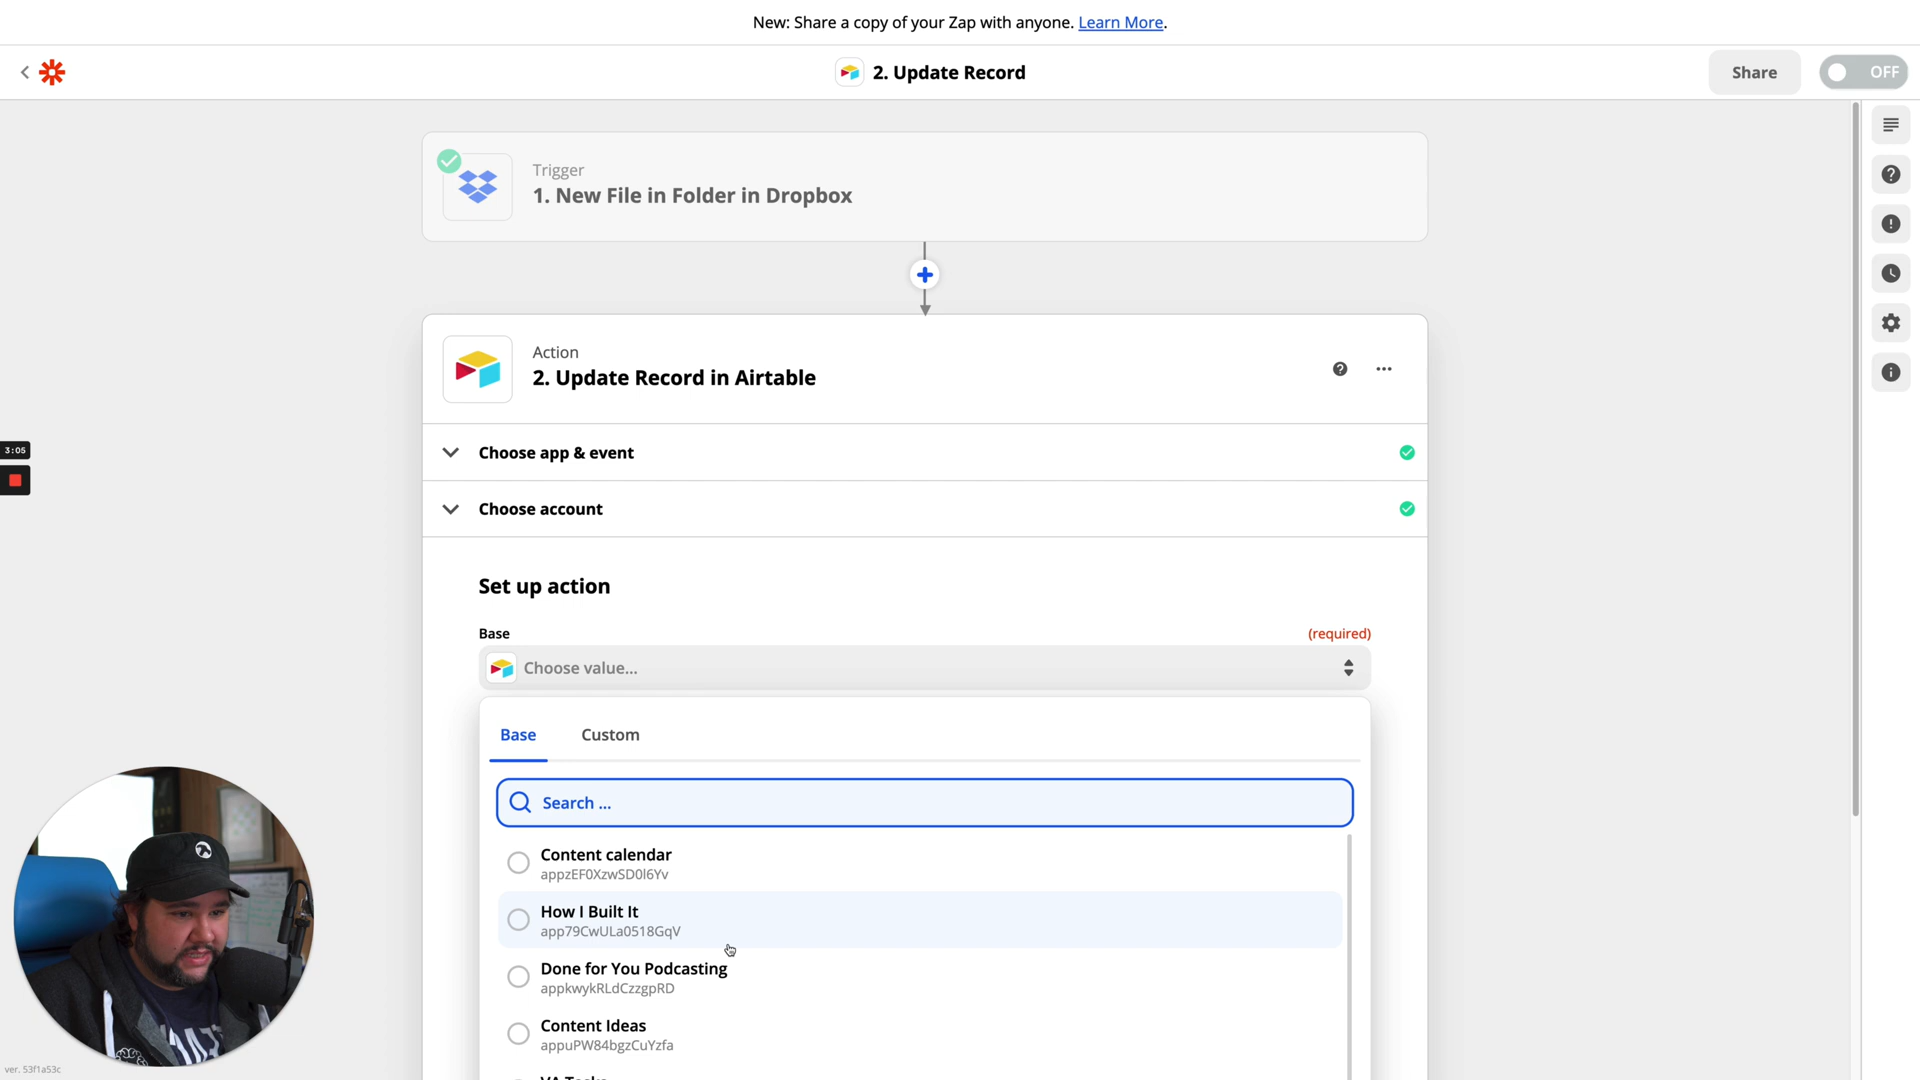 New: Share a copy of your Zap with anyone. Learn More.
2. Update Record
Share
OFF
Trigger
1. New File in Folder in Dropbox
Action
2. Update Record in Airtable
Choose app & event
Choose account
3:05
Set up action
Base
(required)
Choose value...
Base
Custom
Search ...
Content calendar
appzEF0XzwSD0l6Yv
How I Built It
app79CwULa0518GqV
Done for You Podcasting
appkwykRLdCzzgpRD
Content Ideas
appuPW84bgzCuYzfa
ver. 53f1a53c